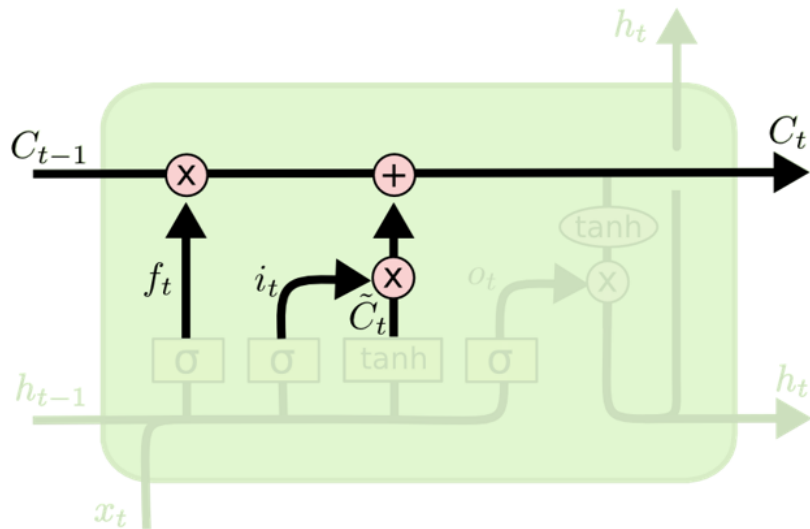 h_t
C_{t-1} x + C_t
tanh
f_t i_t x o_t x
C̃_t
σ σ tanh σ
h_{t-1} h_t
x_t